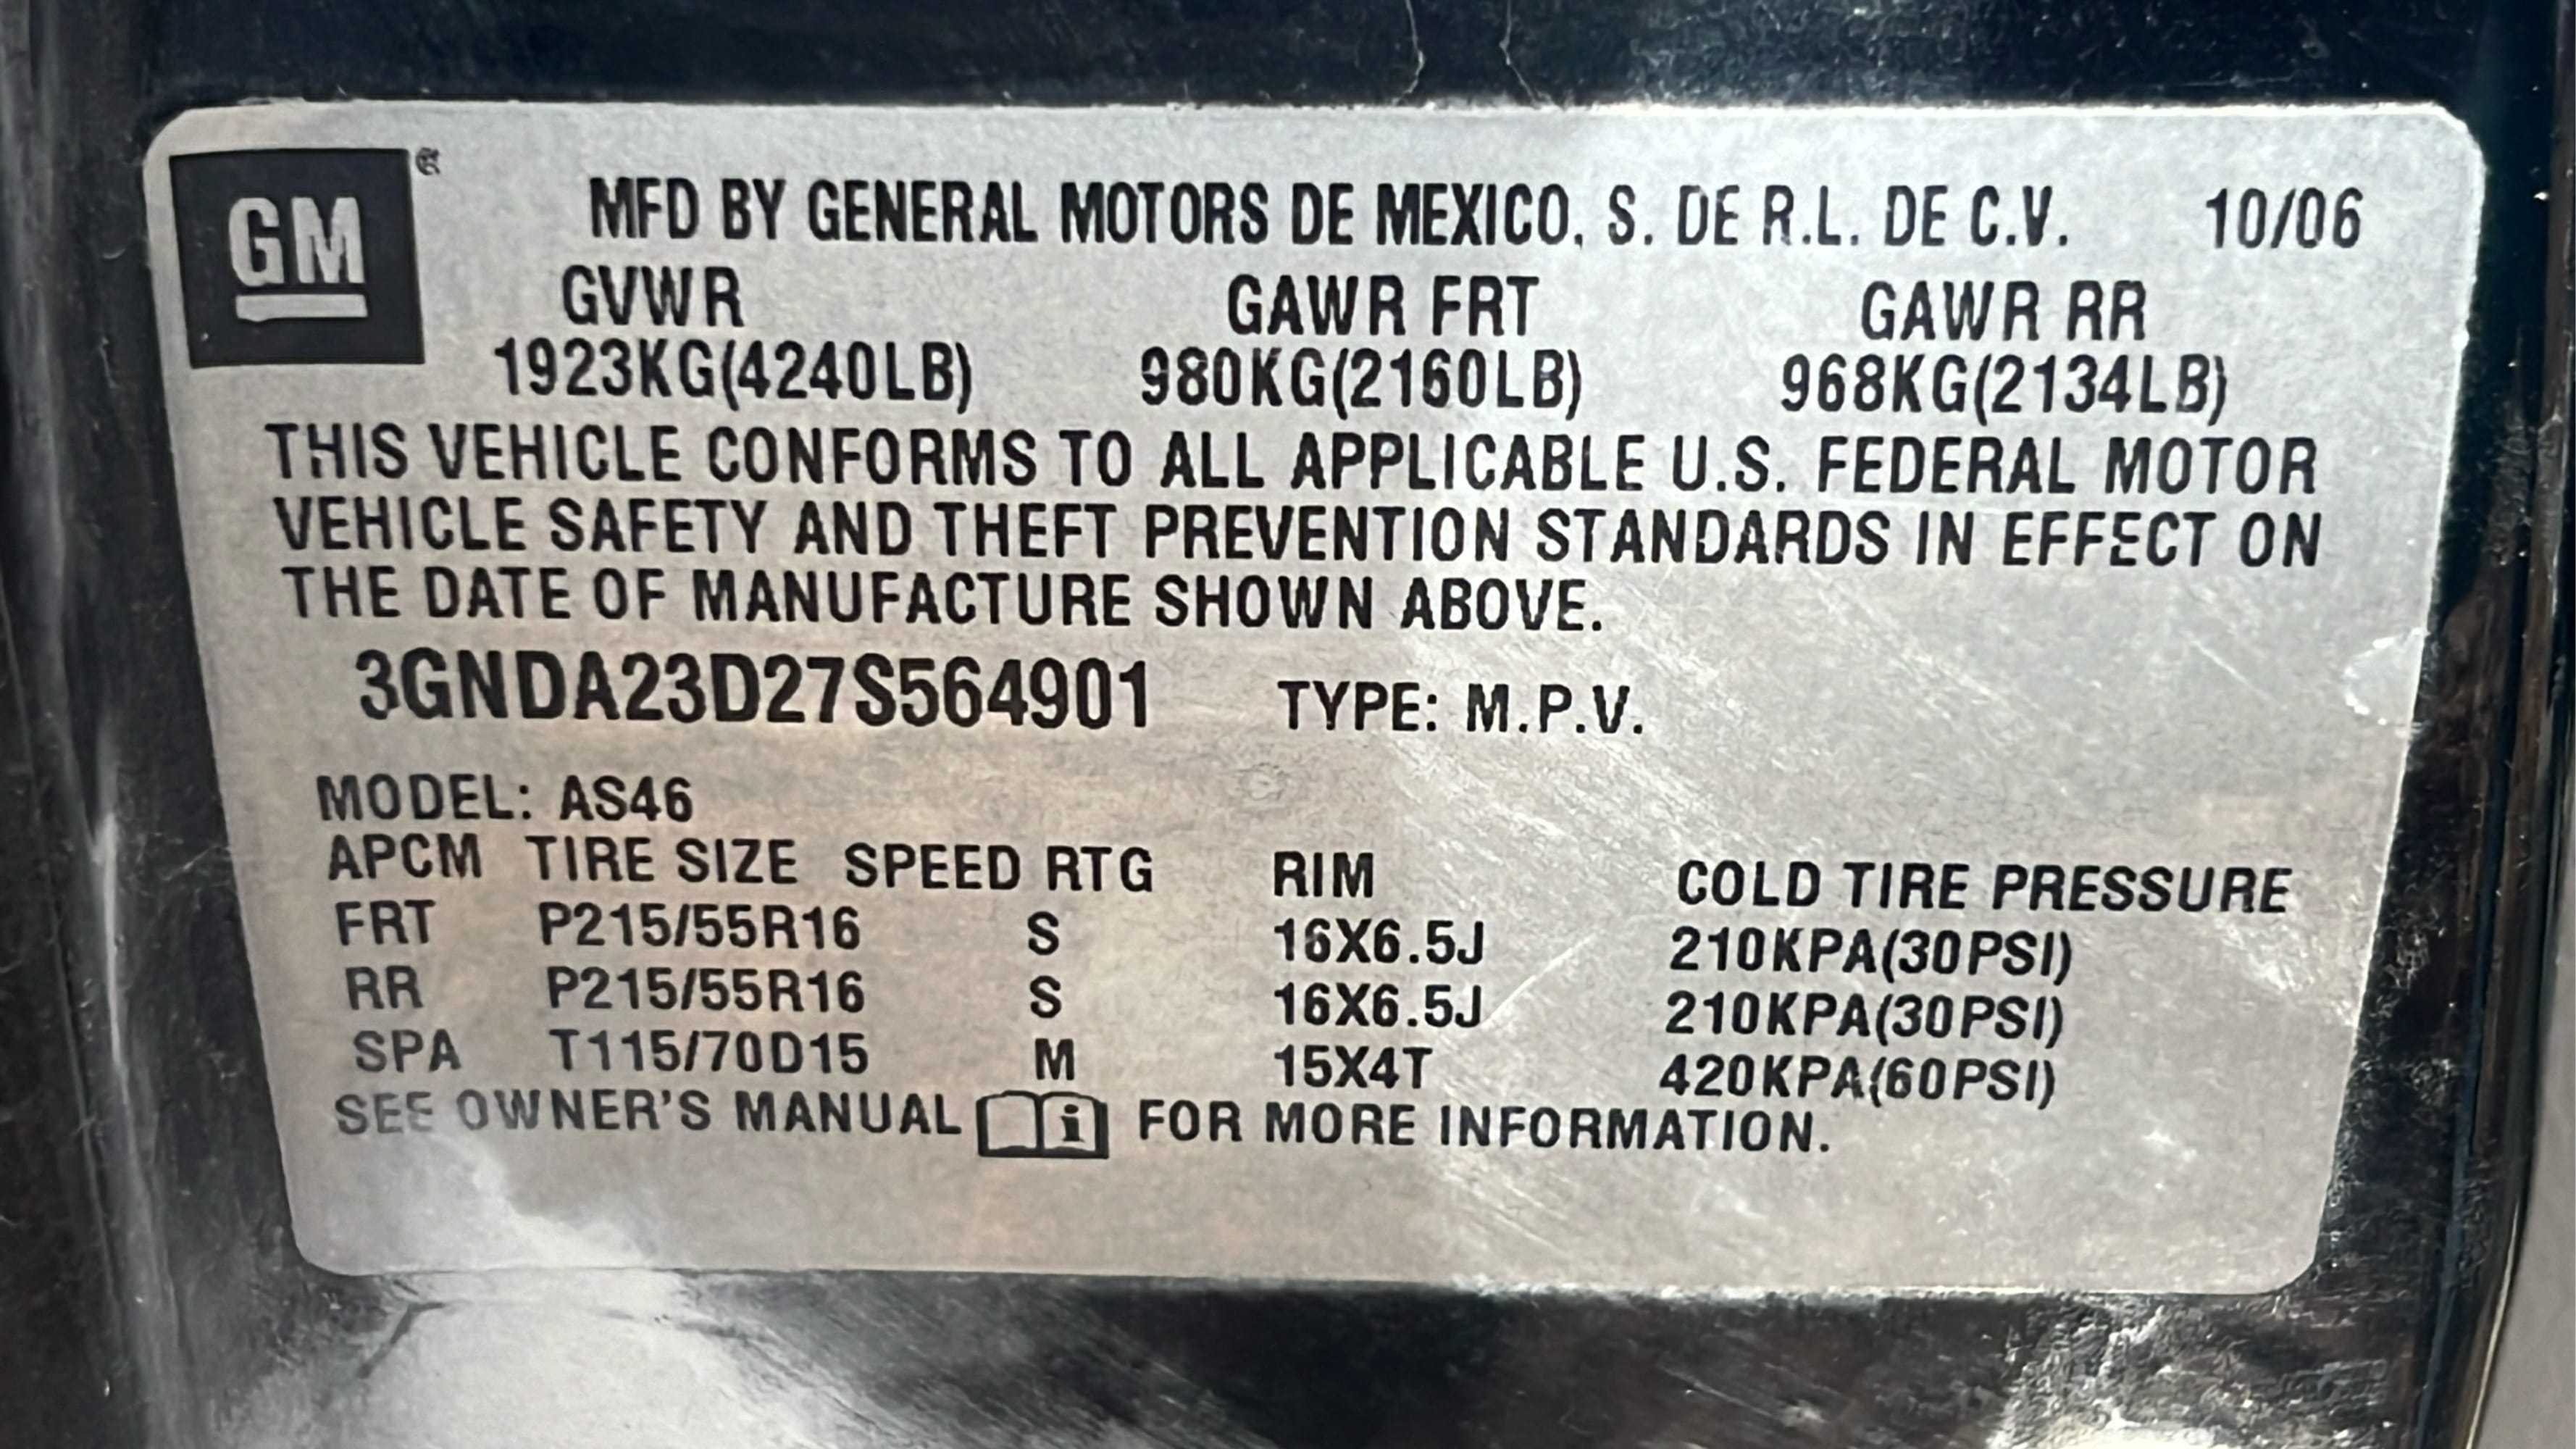 GM ®
MFD BY GENERAL MOTORS DE MEXICO, S. DE R.L. DE C.V. 10/06
GVWR GAWR FRT GAWR RR
1923KG(4240LB) 980KG(2160LB) 968KG(2134LB)
THIS VEHICLE CONFORMS TO ALL APPLICABLE U.S. FEDERAL MOTOR
VEHICLE SAFETY AND THEFT PREVENTION STANDARDS IN EFFECT ON
THE DATE OF MANUFACTURE SHOWN ABOVE.
3GNDA23D27S564901 TYPE: M.P.V.
MODEL: AS46
APCM TIRE SIZE SPEED RTG RIM COLD TIRE PRESSURE
FRT P215/55R16 S 16X6.5J 210KPA(30PSI)
RR P215/55R16 S 16X6.5J 210KPA(30PSI)
SPA T115/70D15 M 15X4T 420KPA(60PSI)
SEE OWNER'S MANUAL i FOR MORE INFORMATION.